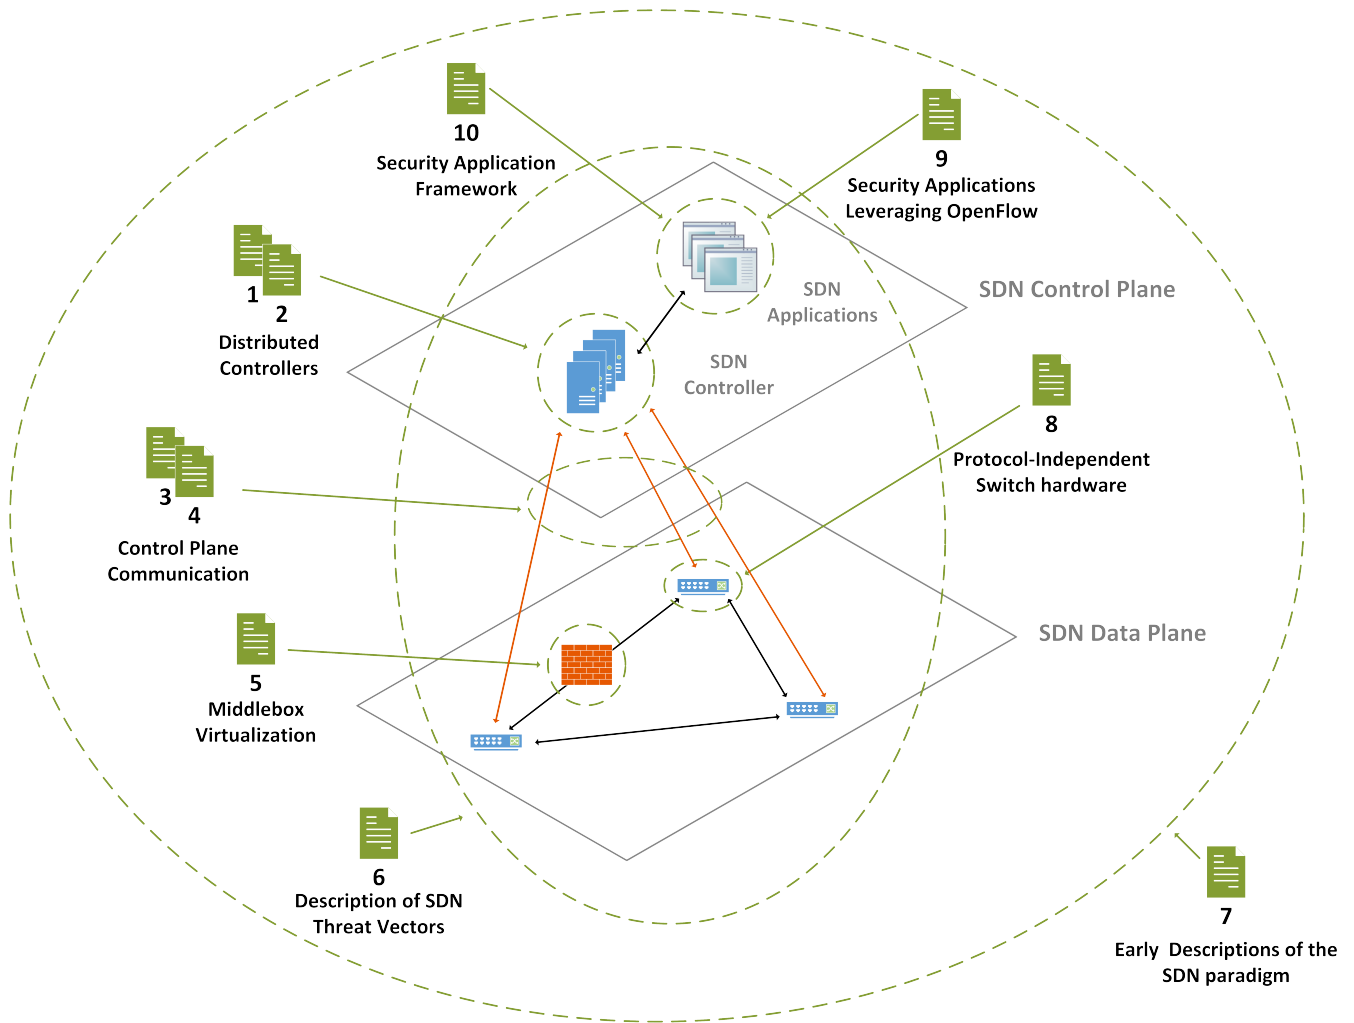 10
Security Application
Framework
9
Security Applications
Leveraging OpenFlow
1
2
Distributed
Controllers
SDN
Applications
SDN Control Plane
SDN
Controller
8
Protocol-Independent
Switch hardware
3
4
Control Plane
Communication
5
Middlebox
Virtualization
SDN Data Plane
6
Description of SDN
Threat Vectors
7
Early  Descriptions of the
SDN paradigm